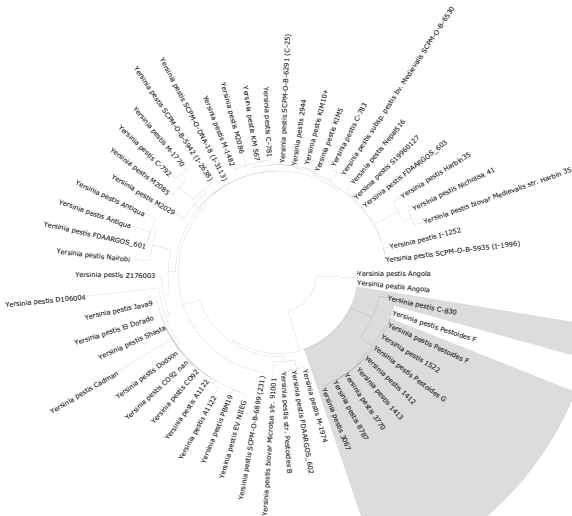 Yersinia pestis SCPM-O-B-6291 (C-25)
Yersinia pestis 2944
Yersinia pestis KIM10+
Yersinia pestis KIM5
Yersinia pestis C-783
Yersinia pestis subsp. pestis bv. Medievalis SCPM-O-B-6530
Yersinia pestis Nepal516
Yersinia pestis S19960127
Yersinia pestis FDAARGOS_603
Yersinia pestis Harbin35
Yersinia pestis Nicholisk 41
Yersinia pestis biovar Medievalis str. Harbin 35
Yersinia pestis I-1252
Yersinia pestis SCPM-O-B-5935 (I-1996)
Yersinia pestis Angola
Yersinia pestis Angola
Yersinia pestis C-830
Yersinia pestis Pestoides F
Yersinia pestis Pestoides F
Yersinia pestis 1522
Yersinia pestis Pestoides G
Yersinia pestis 1412
Yersinia pestis 1413
Yersinia pestis 3770
Yersinia pestis 8787
Yersinia pestis 3067
Yersinia pestis M-1974
Yersinia pestis FDAARGOS_602
Yersinia pestis str. Pestoides B
Yersinia pestis biovar Microtus str. 91001
Yersinia pestis SCPM-O-B-6899 (231)
Yersinia pestis EV NIIEG
Yersinia pestis PBM19
Yersinia pestis A1122
Yersinia pestis A1122
Yersinia pestis CO92
Yersinia pestis CO92_nan
Yersinia pestis Dodson
Yersinia pestis Cadman
Yersinia pestis Shasta
Yersinia pestis El Dorado
Yersinia pestis Java9
Yersinia pestis D106004
Yersinia pestis Z176003
Yersinia pestis Nairobi
Yersinia pestis FDAARGOS_601
Yersinia pestis Antiqua
Yersinia pestis Antiqua
Yersinia pestis M2029
Yersinia pestis M2085
Yersinia pestis C-792
Yersinia pestis M-1770
Yersinia pestis SCPM-O-B-5942 (I-2638)
Yersinia pestis SCPM-O-DNA-18 (I-3113)
Yersinia pestis M-1482
Yersinia pestis M2086
Yersinia pestis KM 567
Yersinia pestis C-781